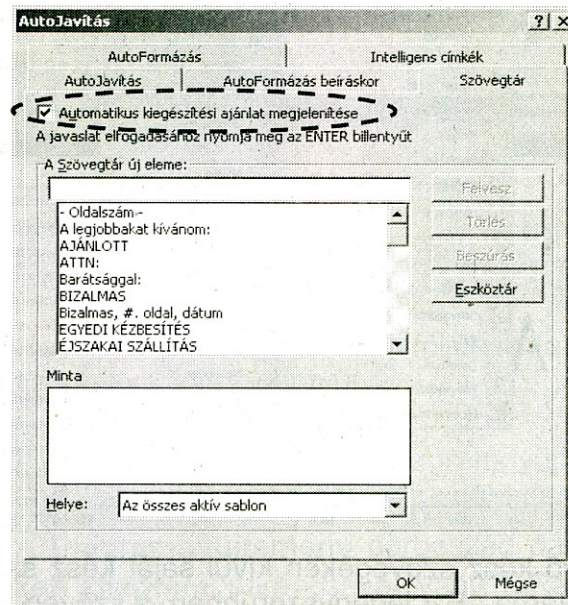 AutoJavítás
AutoFormázás
Intelligens címkék
AutoJavítás
AutoFormázás beíráskor
Szövegtár
Automatikus kiegészítési ajánlat megjelenítése
A javaslat elfogadásához nyomja meg az ENTER billentyűt
A Szövegtár új eleme:
- Oldalszám -
A legjobbakat kívánom:
AJÁNLOTT
ATTN:
Barátsággal:
BIZALMAS
Bizalmas, #. oldal, dátum
EGYEDI KÉZBESÍTÉS
ÉJSZAKAI SZÁLLÍTÁS
Felvesz
Törlés
Beszúrás
Eszköztár
Minta
Helye:
Az összes aktív sablon
OK
Mégse